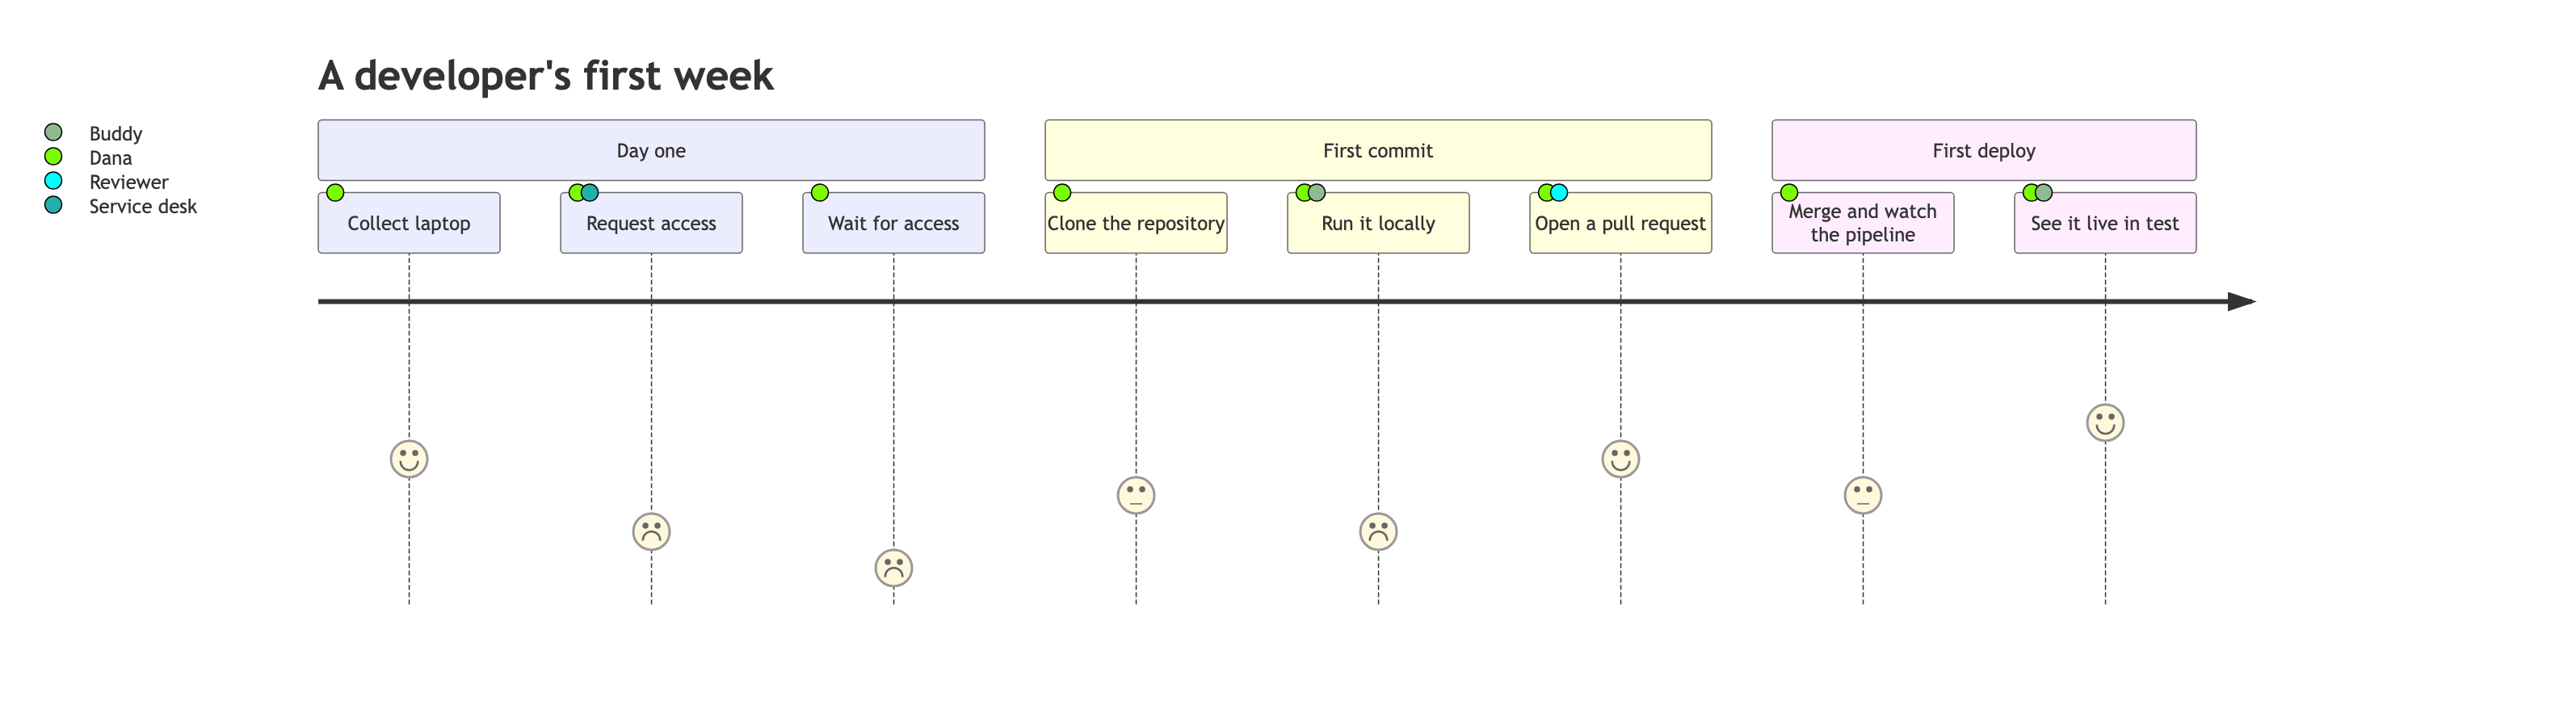 A developer's first week
Buddy
Dana
Reviewer
Service desk
Day one
First commit
First deploy
Collect laptop
Request access
Wait for access
Clone the repository
Run it locally
Open a pull request
Merge and watch
the pipeline
See it live in test